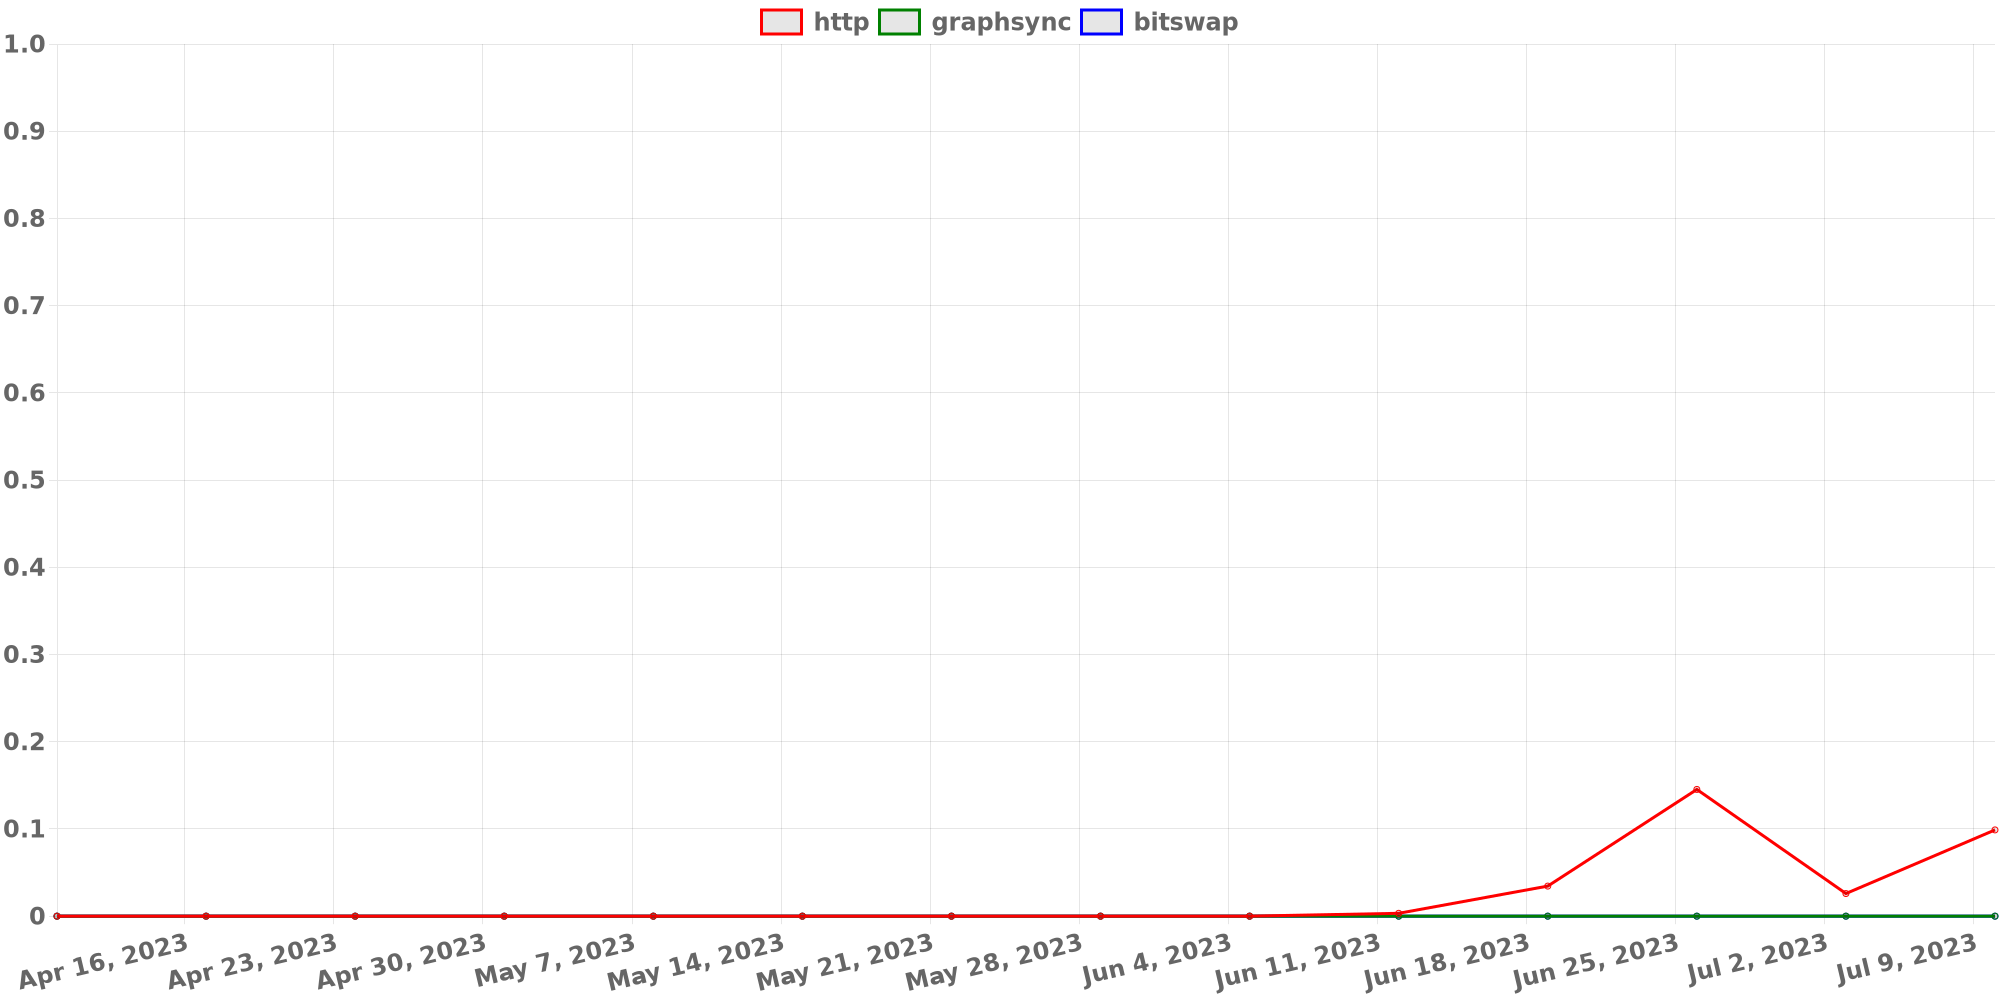 http graphsync bitswap
1.0
0.9
0.8
0.7
0.6
0.5
0.4
0.3
0.2
0.1
0
Apr 16, 2023
Apr 23, 2023
Apr 30, 2023
May 7, 2023
May 14, 2023
May 21, 2023
May 28, 2023
Jun 4, 2023
Jun 11, 2023
Jun 18, 2023
Jun 25, 2023
Jul 2, 2023
Jul 9, 2023